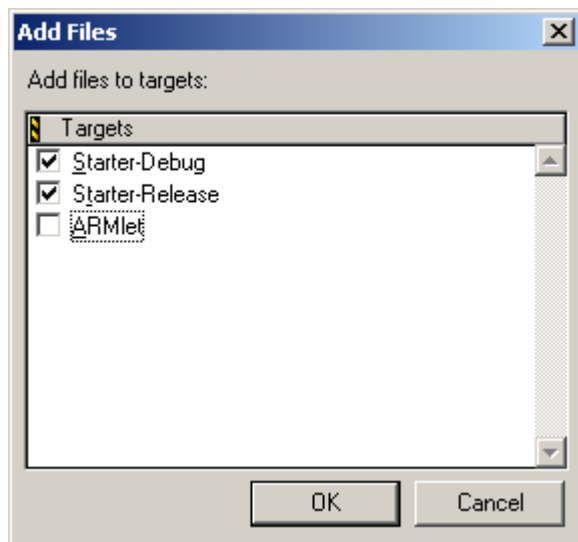 Add Files
Add files to targets:
Targets
Starter-Debug
Starter-Release
ARMlet
OK
Cancel